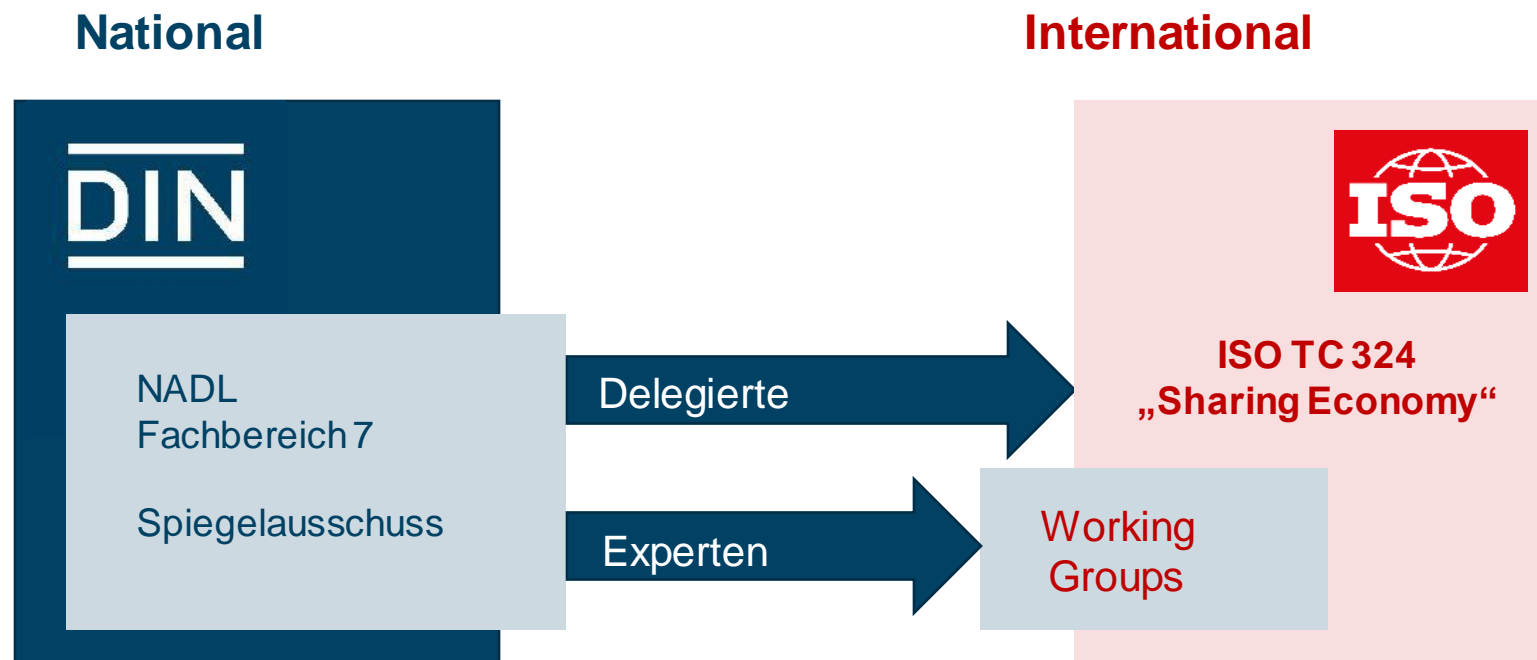 National
International
DIN
ISO
NADL
Fachbereich 7
Spiegelausschuss
Delegierte
Experten
ISO TC 324
„Sharing Economy“
Working
Groups